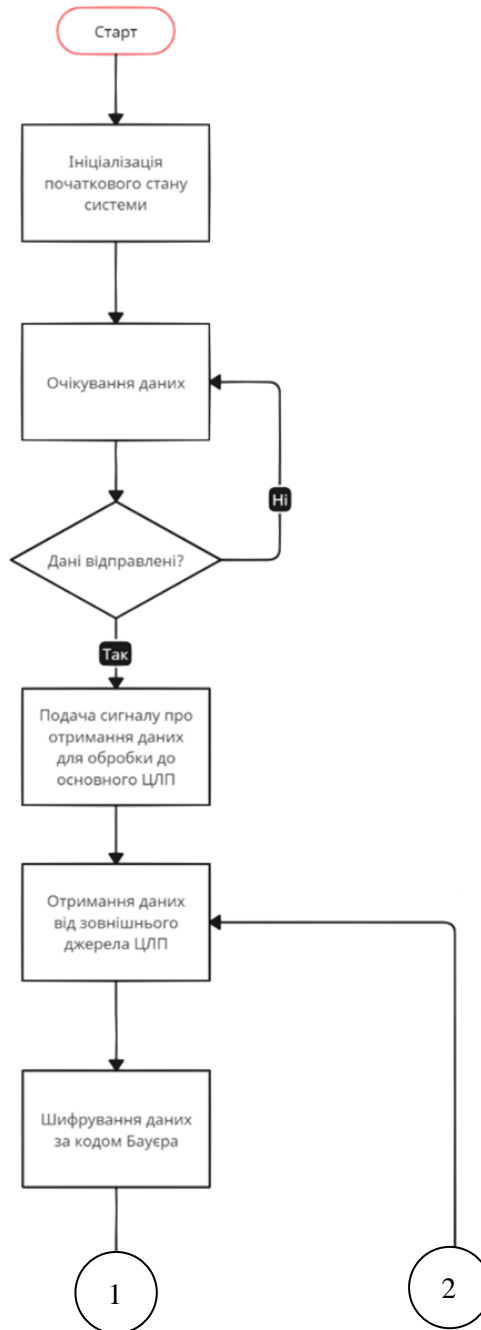 Старт
Ініціалізація
початкового стану
системи
Очікування даних
Ні
Дані відправлені?
Так
Подача сигналу про
отримання даних
для обробки до
основного ЦЛП
Отримання даних
від зовнішнього
джерела ЦЛП
Шифрування даних
за кодом Бауєра
1
2